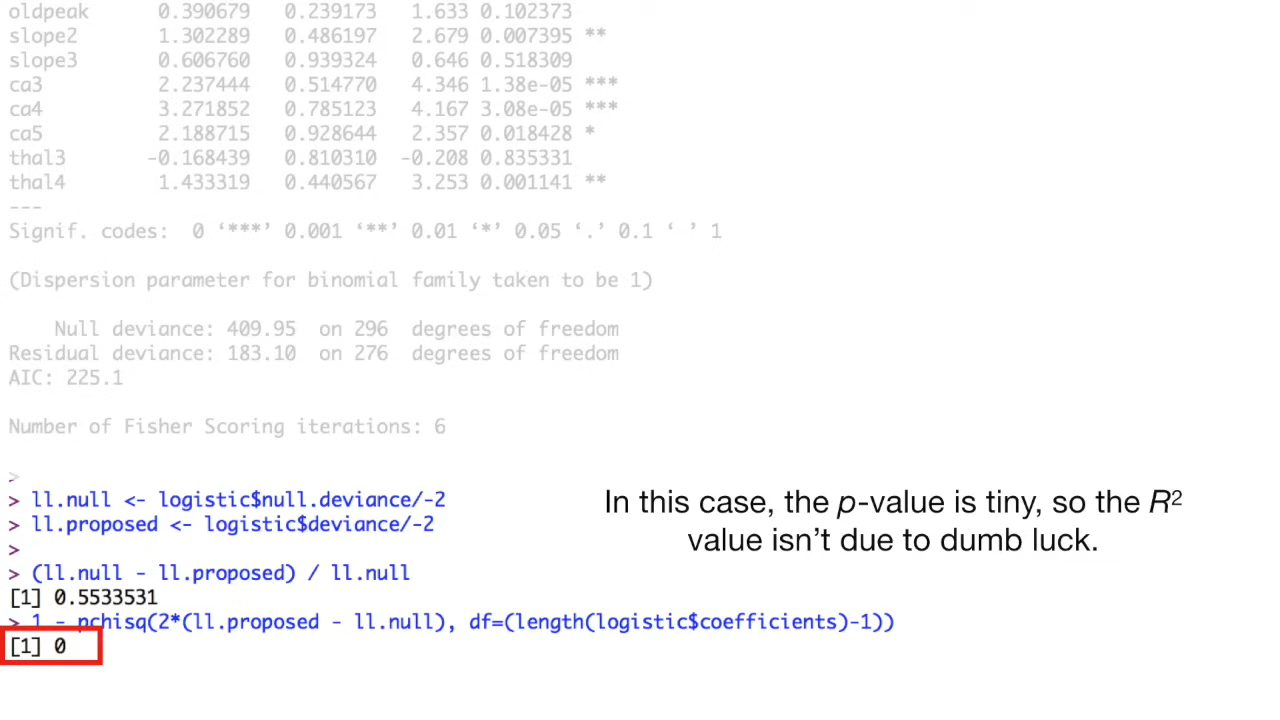 oldpeak 0.390679 0.239173 1.633 0.102373
slope2 1.302289 0.486197 2.679 0.007395 **
slope3 0.606760 0.939324 0.646 0.518309
ca3 2.237444 0.514770 4.346 1.38e-05 ***
ca4 3.271852 0.785123 4.167 3.08e-05 ***
ca5 2.188715 0.928644 2.357 0.018428 *
thal3 -0.168439 0.810310 -0.208 0.835331
thal4 1.433319 0.440567 3.253 0.001141 **
---
Signif. codes: 0 ‘***’ 0.001 ‘**’ 0.01 ‘*’ 0.05 ‘.’ 0.1 ‘ ’ 1
(Dispersion parameter for binomial family taken to be 1)
Null deviance: 409.95 on 296 degrees of freedom
Residual deviance: 183.10 on 276 degrees of freedom
AIC: 225.1
Number of Fisher Scoring iterations: 6
>
> ll.null <- logistic$null.deviance/-2
> ll.proposed <- logistic$deviance/-2
>
> (ll.null - ll.proposed) / ll.null
[1] 0.5533531
> 1 - pchisq(2*(ll.proposed - ll.null), df=(length(logistic$coefficients)-1))
[1] 0
In this case, the p-value is tiny, so the R²
value isn’t due to dumb luck.